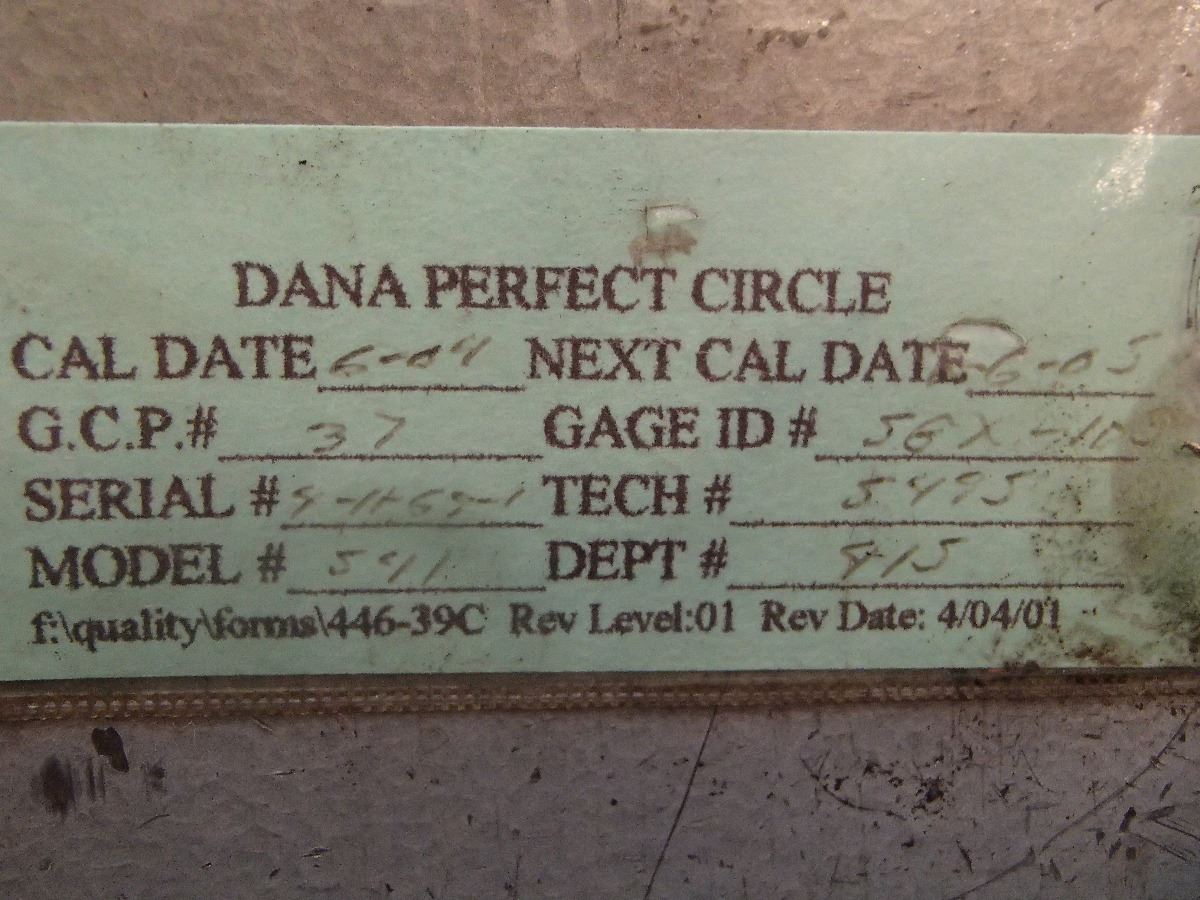 DANA PERFECT CIRCLE
CAL DATE 6-04 NEXT CAL DATE 6-05
G.C.P.# 37 GAGE ID #
SERIAL # TECH # 5495
MODEL # 541 DEPT # 415
f:\quality\forms\446-39C Rev Level:01 Rev Date: 4/04/01